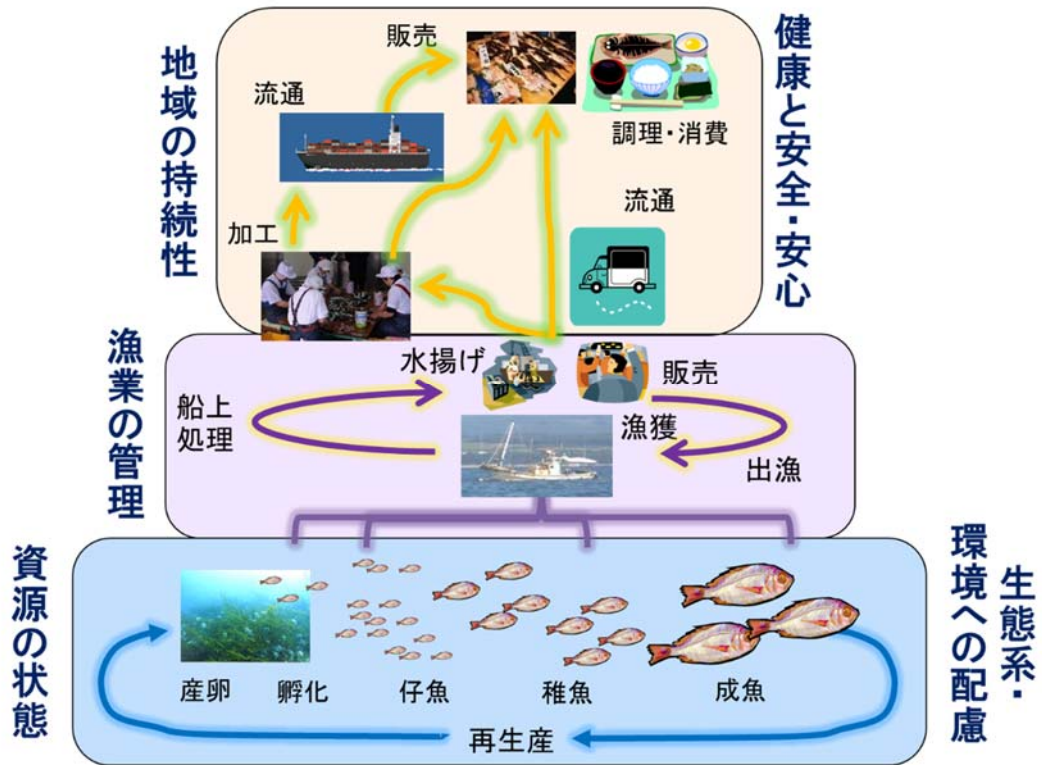 地域の持続性
健康と安全・安心
販売
流通
調理・消費
流通
加工
漁業の管理
水揚げ
販売
船上
処理
漁獲
出漁
資源の状態
生態系・
環境への配慮
産卵
孵化
仔魚
稚魚
成魚
再生産